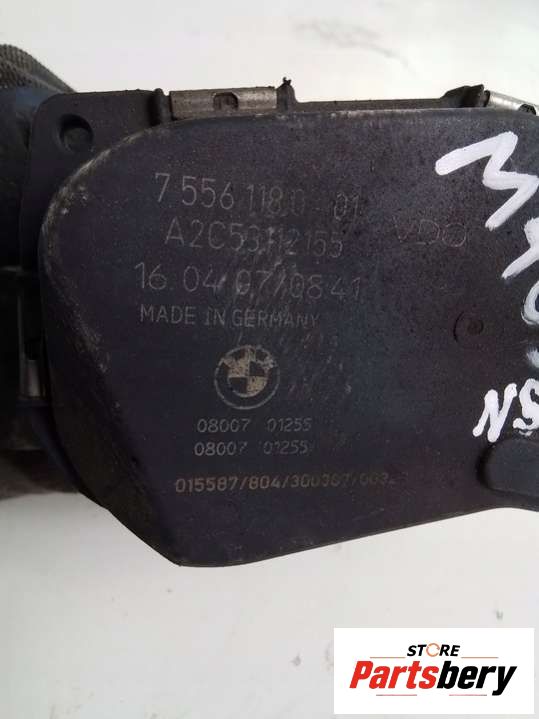 7 556 118.0 01
A2C53112155 VDO
16.04.07/0841
MADE IN GERMANY
08007 01255
08007 01255
015587/804/300307/003
STORE
Partsbery